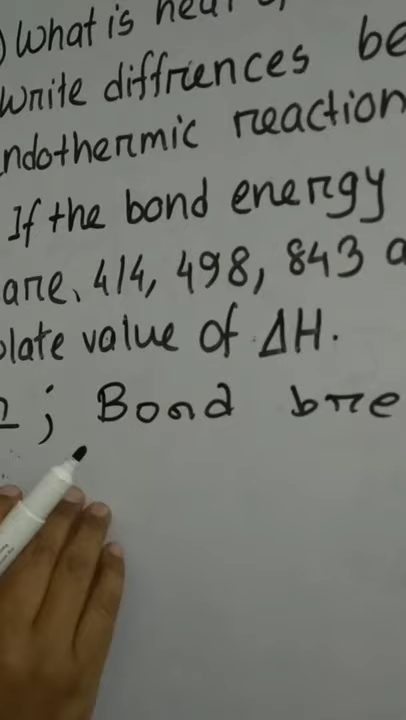 ) What is heat
write diffrences be
ndothermic reaction
If the bond energy
are, 414, 498, 843 a
late value of ΔH.
; Bond bre